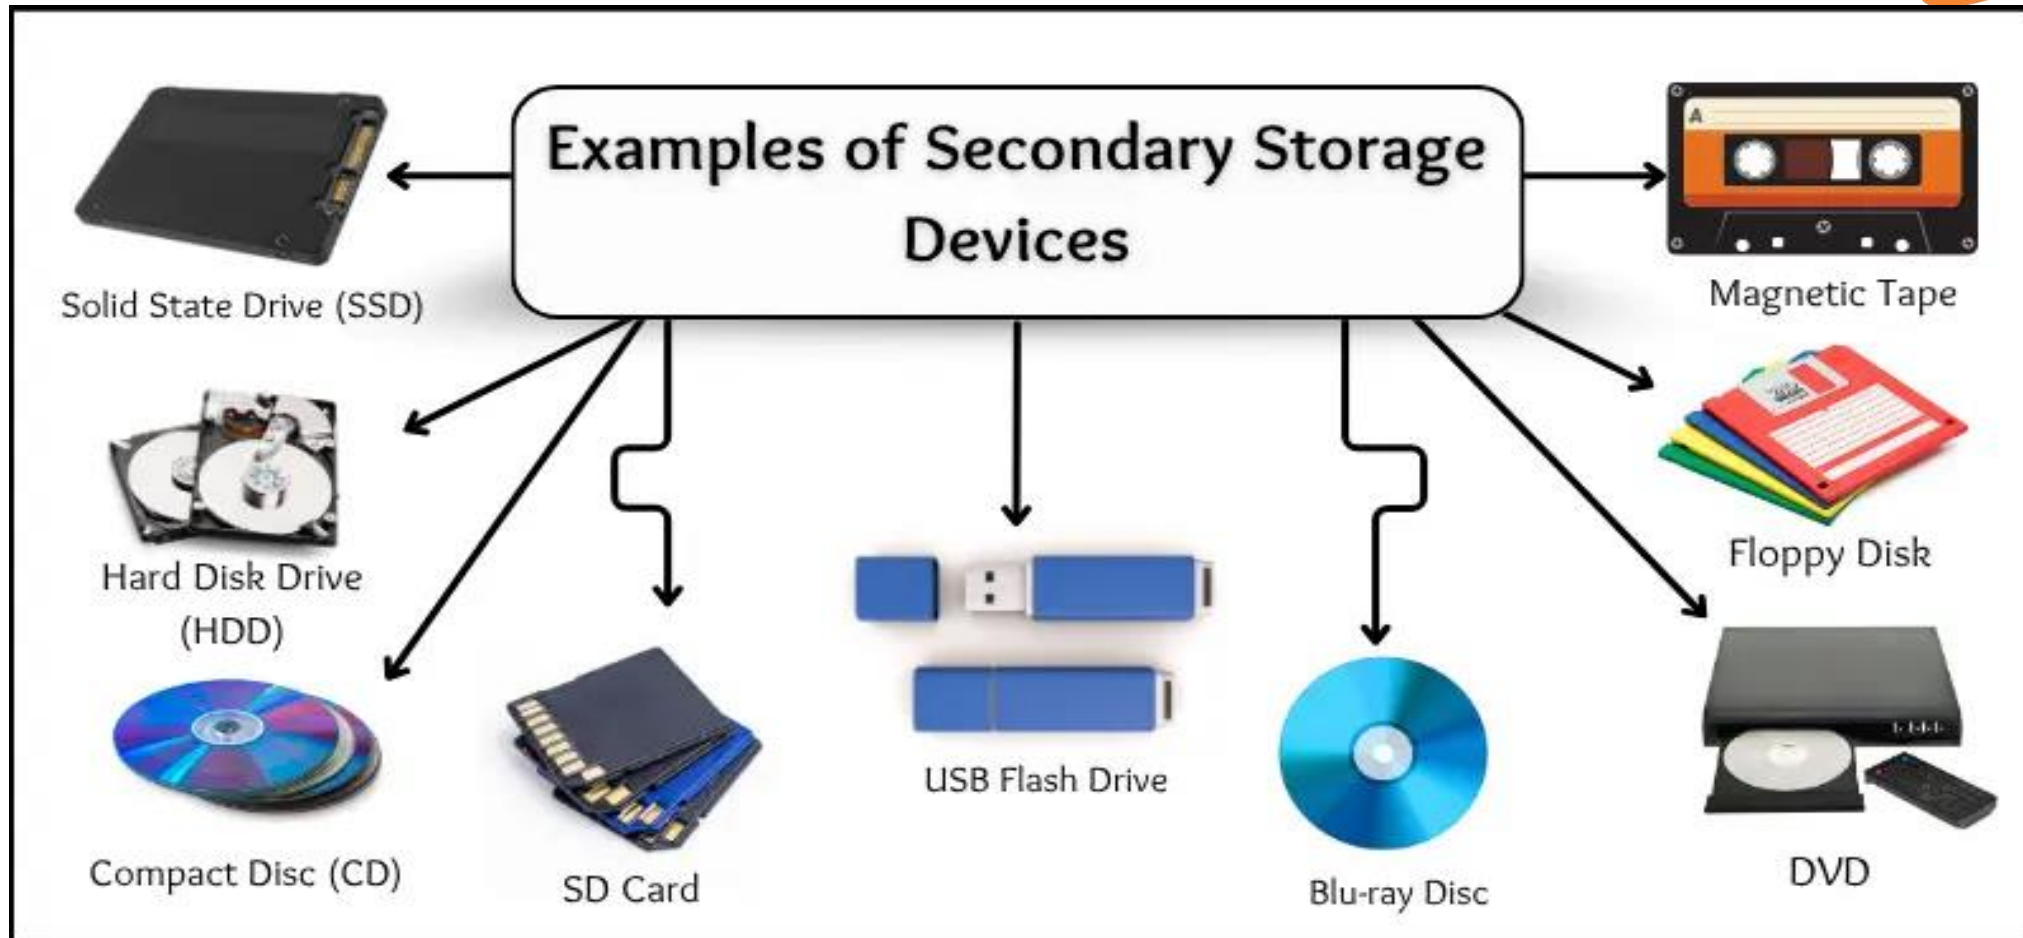 Examples of Secondary Storage
Devices
A
Solid State Drive (SSD)
Magnetic Tape
Hard Disk Drive
(HDD)
Floppy Disk
Compact Disc (CD)
SD Card
USB Flash Drive
Blu-ray Disc
DVD